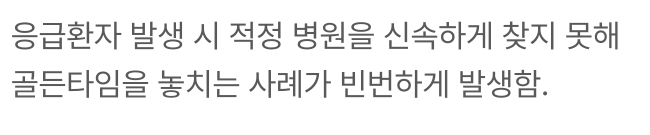 응급환자 발생 시 적정 병원을 신속하게 찾지 못해
골든타임을 놓치는 사례가 빈번하게 발생함.